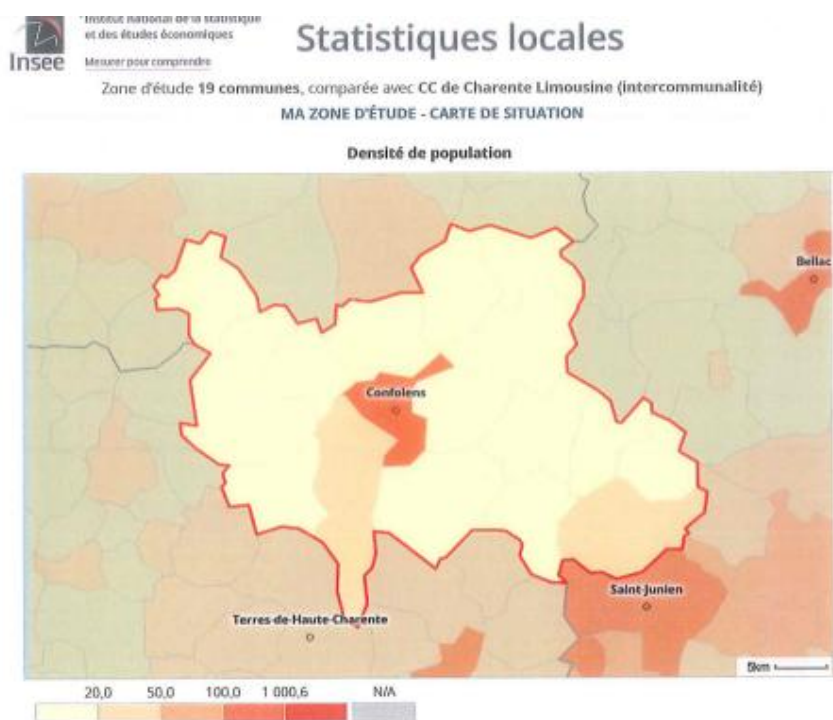 Institut national de la statistique
et des études économiques
Insee
Mesurer pour comprendre
Statistiques locales
Zone d'étude 19 communes, comparée avec CC de Charente Limousine (intercommunalité)
MA ZONE D'ÉTUDE - CARTE DE SITUATION
Densité de population
Bellac
Confolens
Saint-Junien
Terres-de-Haute-Charente
5km
20,0 50,0 100,0 1 000,6 N/A